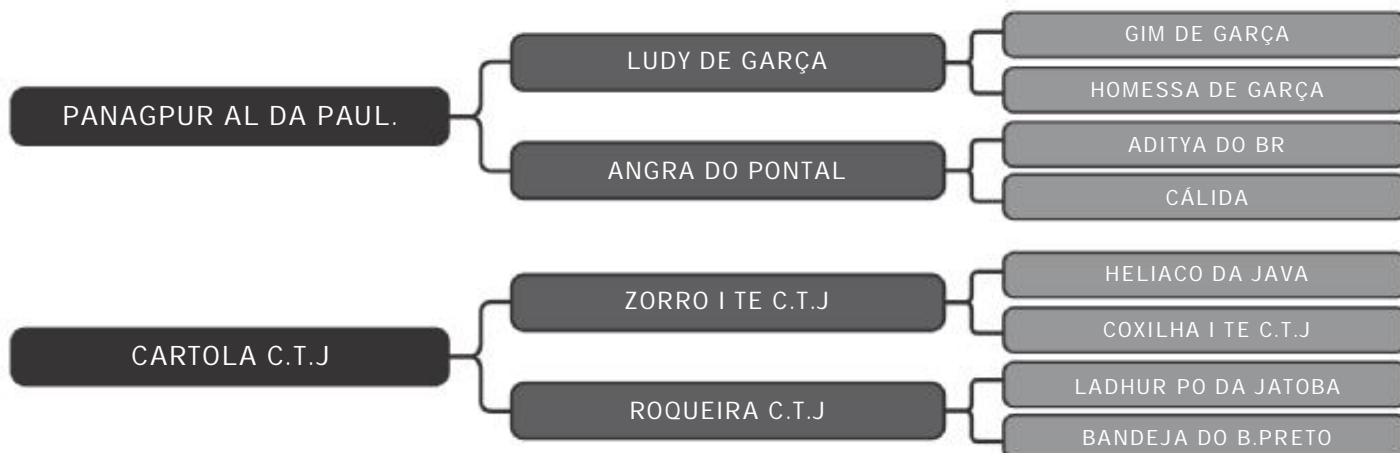 PANAGPUR AL DA PAUL.
LUDY DE GARÇA
GIM DE GARÇA
HOMESSA DE GARÇA
ANGRA DO PONTAL
ADITYA DO BR
CÁLIDA
CARTOLA C.T.J
ZORRO I TE C.T.J
HELIACO DA JAVA
COXILHA I TE C.T.J
ROQUEIRA C.T.J
LADHUR PO DA JATOBA
BANDEJA DO B.PRETO